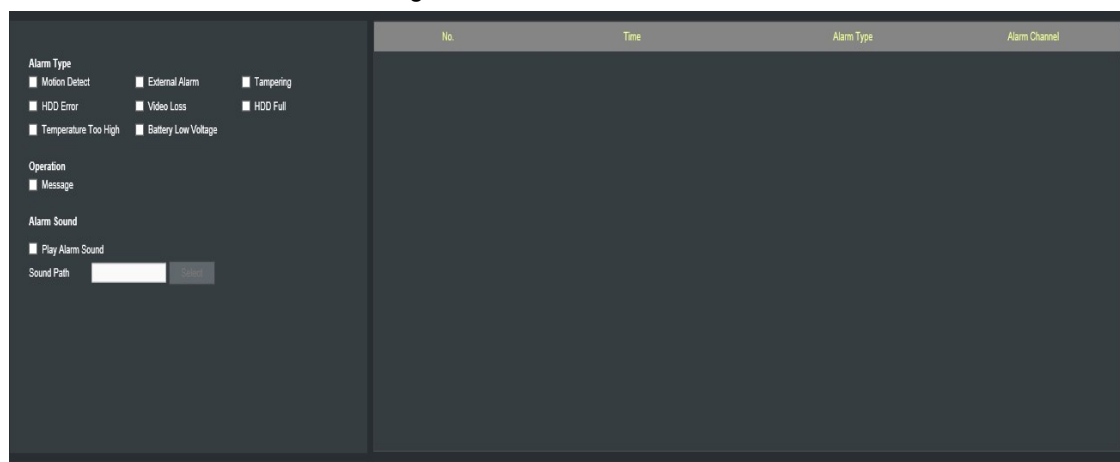 No. Time Alarm Type Alarm Channel
Alarm Type
Motion Detect External Alarm Tampering
HDD Error Video Loss HDD Full
Temperature Too High Battery Low Voltage
Operation
Message
Alarm Sound
Play Alarm Sound
Sound Path Select